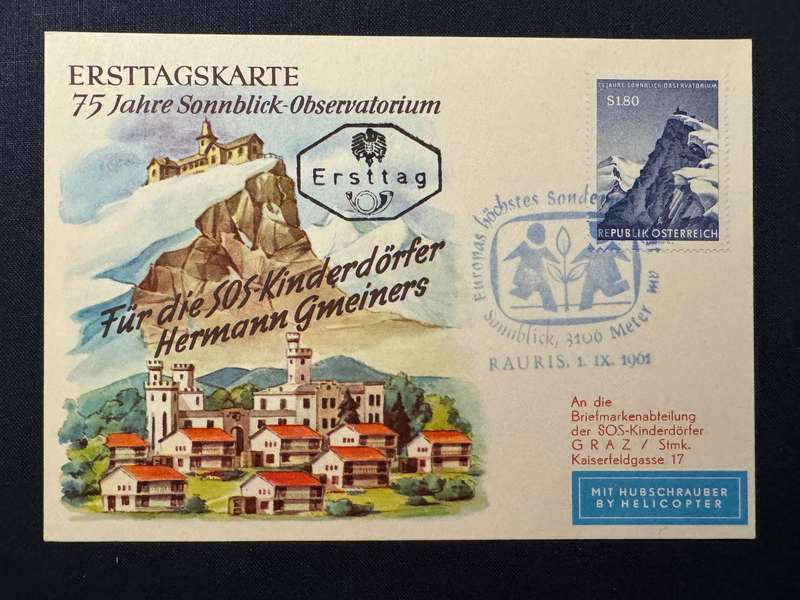 ERSTTAGSKARTE
75 Jahre Sonnblick-Observatorium
Ersttag
Für die SOS-Kinderdörfer
Hermann Gmeiners
75 JAHRE SONNBLICK-OBSERVATORIUM
S1.80
REPUBLIK ÖSTERREICH
Europas höchstes Sonder
Sonnblick, 3106 Meter
RAURIS, 1. IX. 1961
An die
Briefmarkenabteilung
der SOS-Kinderdörfer
GRAZ / Stmk.
Kaiserfeldgasse 17
MIT HUBSCHRAUBER
BY HELICOPTER